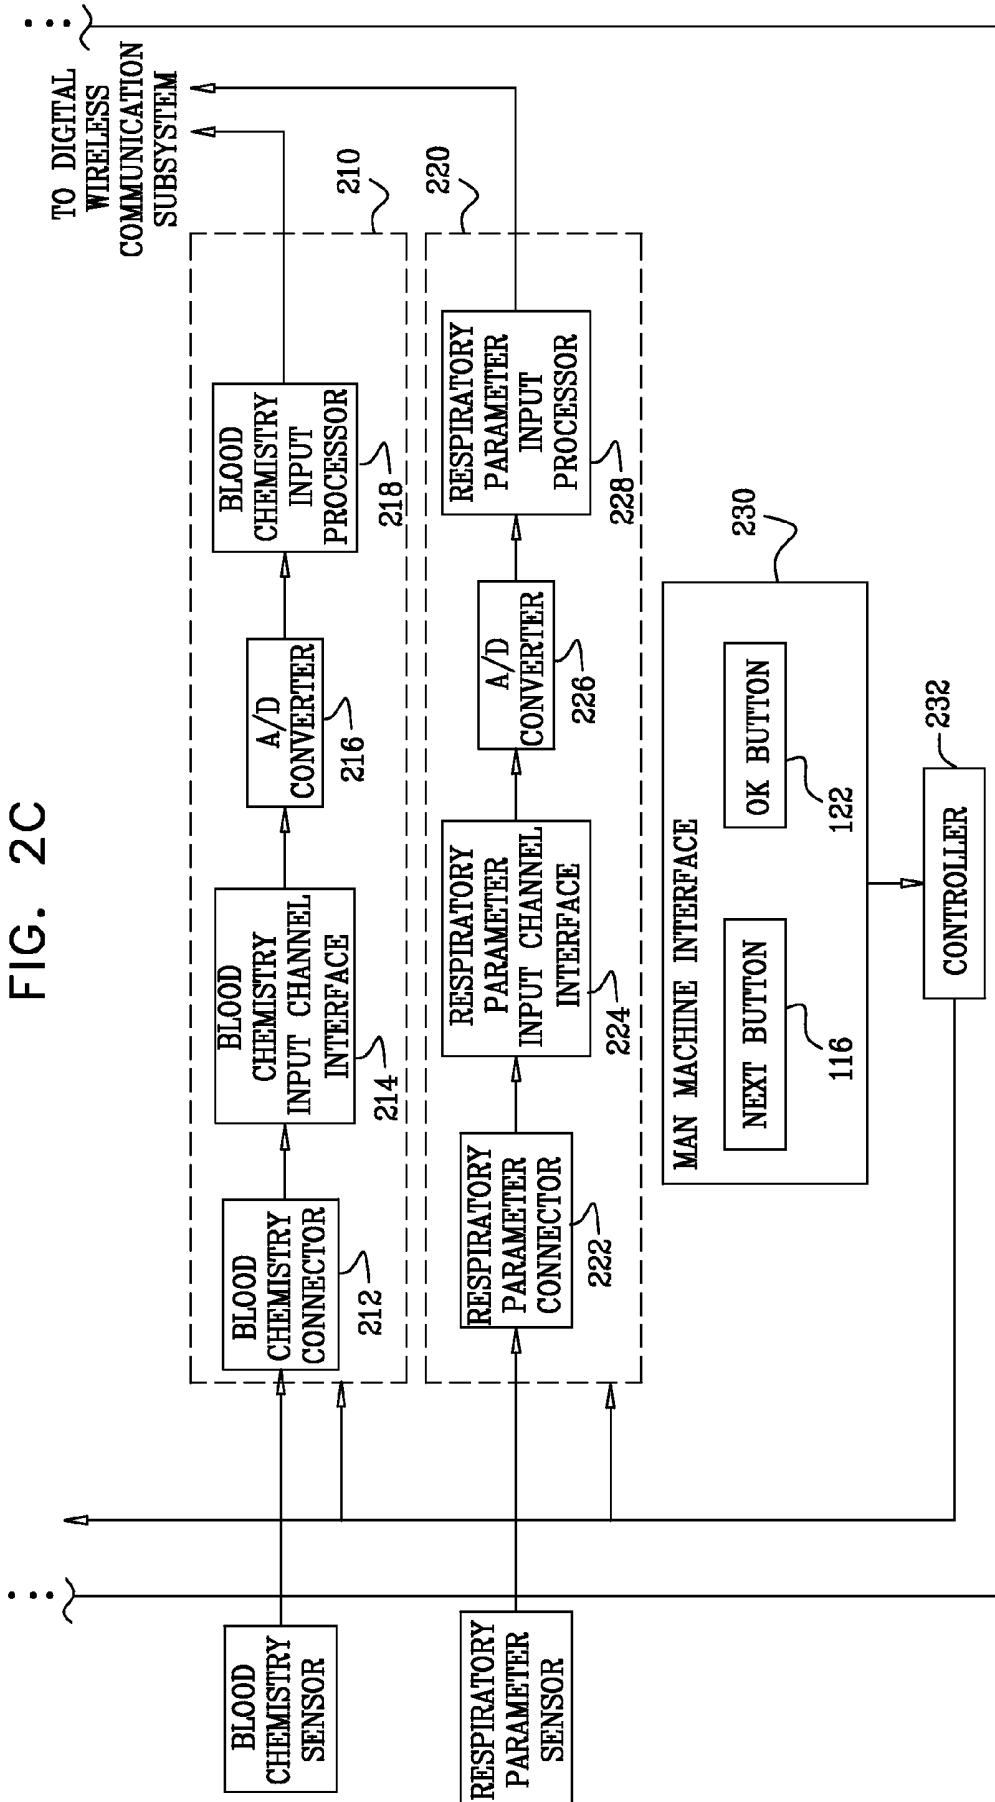 FIG. 2C
TO DIGITAL
WIRELESS
COMMUNICATION
SUBSYSTEM
BLOOD
CHEMISTRY
SENSOR
BLOOD
CHEMISTRY
CONNECTOR
212
BLOOD
CHEMISTRY
INPUT CHANNEL
INTERFACE
214
A/D
CONVERTER
216
BLOOD
CHEMISTRY
INPUT
PROCESSOR
218
210
RESPIRATORY
PARAMETER
SENSOR
RESPIRATORY
PARAMETER
CONNECTOR
222
RESPIRATORY
PARAMETER
INPUT CHANNEL
INTERFACE
224
A/D
CONVERTER
226
RESPIRATORY
PARAMETER
INPUT
PROCESSOR
228
220
MAN MACHINE INTERFACE
230
NEXT BUTTON
116
OK BUTTON
122
CONTROLLER
232